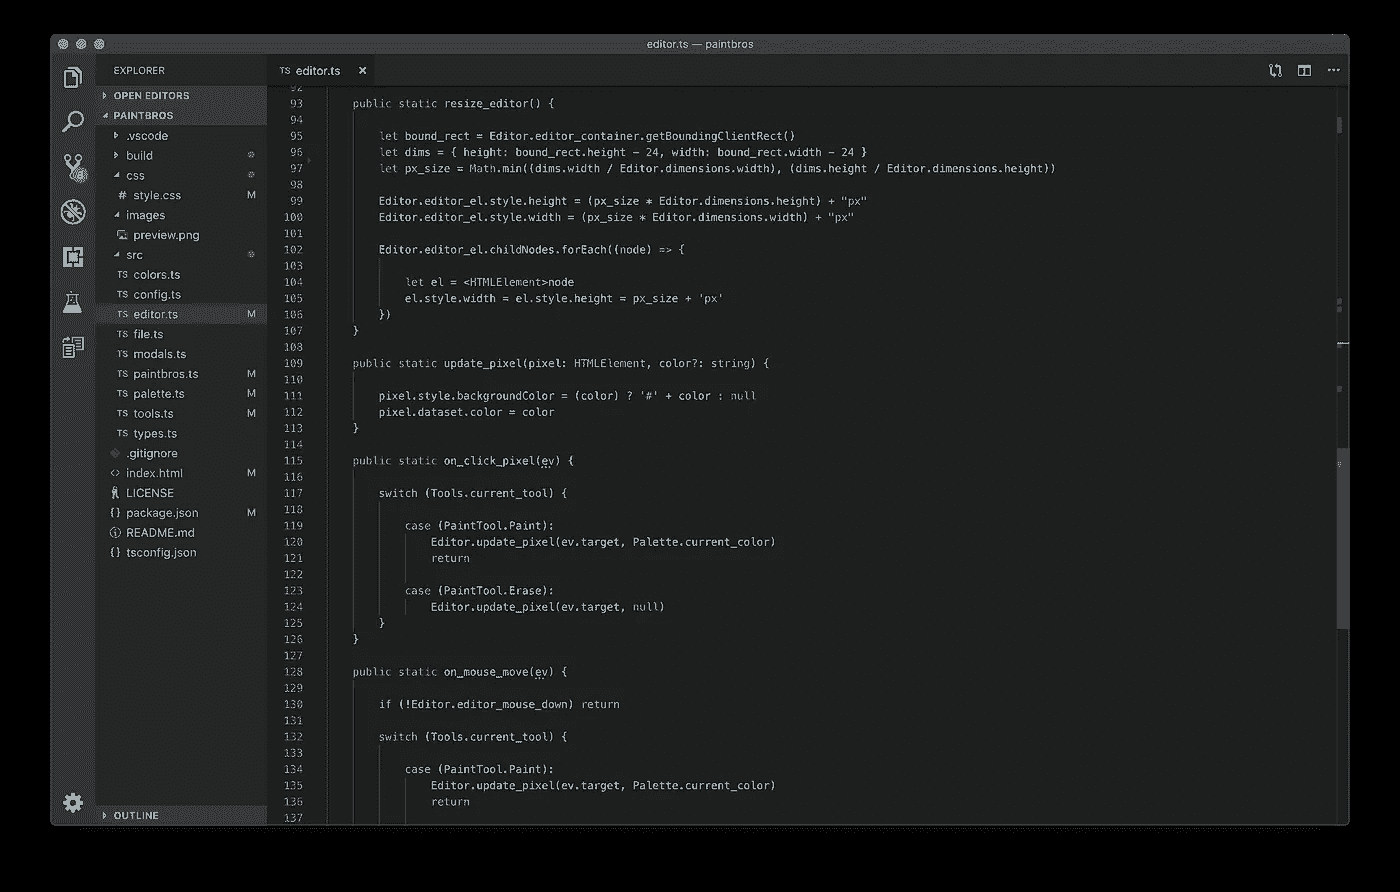 editor.ts — paintbros
EXPLORER
OPEN EDITORS
PAINTBROS
.vscode
build
css
# style.css M
images
preview.png
src
TS colors.ts
TS config.ts
TS editor.ts M
TS file.ts
TS modals.ts
TS paintbros.ts M
TS palette.ts M
TS tools.ts M
TS types.ts
.gitignore
<> index.html M
LICENSE
{} package.json M
README.md
{} tsconfig.json
OUTLINE
TS editor.ts ×
92
93 public static resize_editor() {
94
95 let bound_rect = Editor.editor_container.getBoundingClientRect()
96 let dims = { height: bound_rect.height - 24, width: bound_rect.width - 24 }
97 let px_size = Math.min((dims.width / Editor.dimensions.width), (dims.height / Editor.dimensions.height))
98
99 Editor.editor_el.style.height = (px_size * Editor.dimensions.height) + "px"
100 Editor.editor_el.style.width = (px_size * Editor.dimensions.width) + "px"
101
102 Editor.editor_el.childNodes.forEach((node) => {
103
104 let el = <HTMLElement>node
105 el.style.width = el.style.height = px_size + 'px'
106 })
107 }
108
109 public static update_pixel(pixel: HTMLElement, color?: string) {
110
111 pixel.style.backgroundColor = (color) ? '#' + color : null
112 pixel.dataset.color = color
113 }
114
115 public static on_click_pixel(ev) {
116
117 switch (Tools.current_tool) {
118
119 case (PaintTool.Paint):
120 Editor.update_pixel(ev.target, Palette.current_color)
121 return
122
123 case (PaintTool.Erase):
124 Editor.update_pixel(ev.target, null)
125 }
126 }
127
128 public static on_mouse_move(ev) {
129
130 if (!Editor.editor_mouse_down) return
131
132 switch (Tools.current_tool) {
133
134 case (PaintTool.Paint):
135 Editor.update_pixel(ev.target, Palette.current_color)
136 return
137